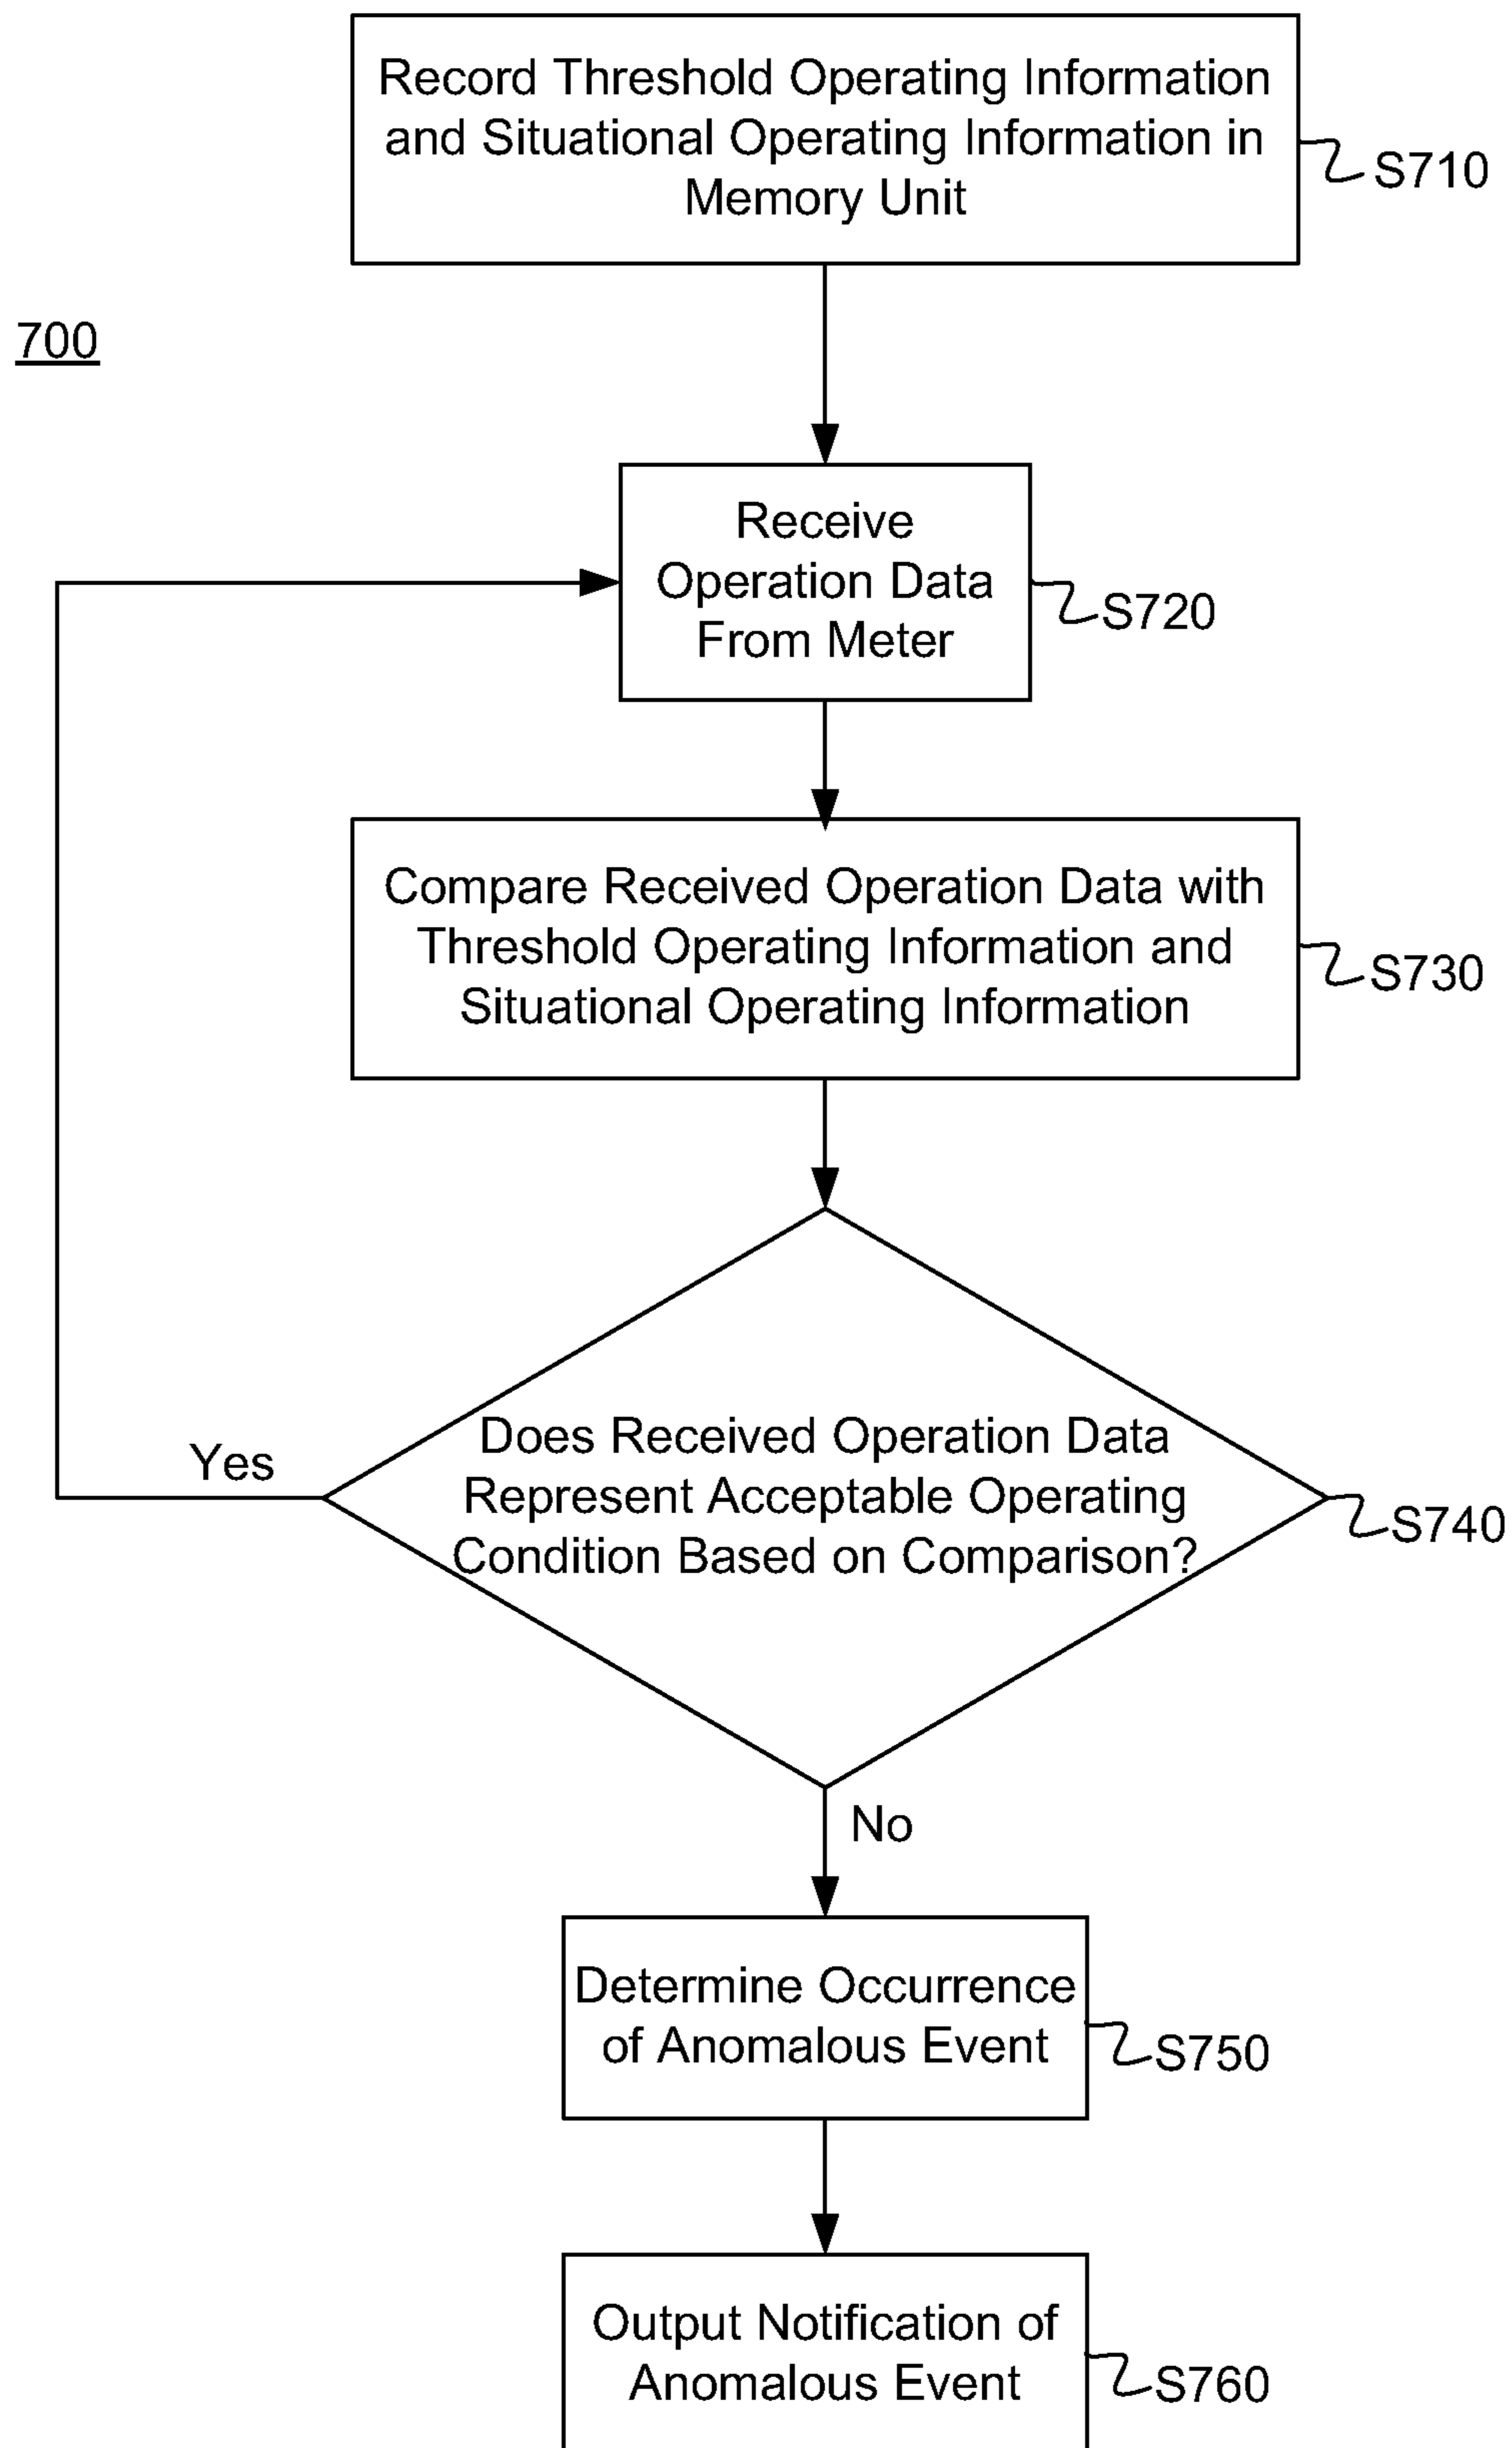 Record Threshold Operating Information
and Situational Operating Information in
Memory Unit
S710
700
Receive
Operation Data
From Meter
S720
Compare Received Operation Data with
Threshold Operating Information and
Situational Operating Information
S730
Does Received Operation Data
Represent Acceptable Operating
Condition Based on Comparison?
Yes
S740
No
Determine Occurrence
of Anomalous Event
S750
Output Notification of
Anomalous Event
S760